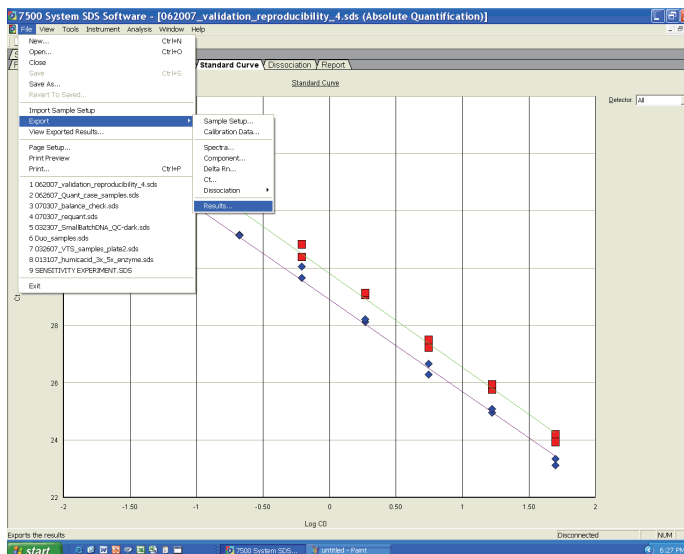 7500 System SDS Software - [062007_validation_reproducibility_4.sds (Absolute Quantification)]
File View Tools Instrument Analysis Window Help
New... Ctrl+N
Open... Ctrl+O
Close
Save Ctrl+S
Save As...
Revert To Saved...
Import Sample Setup
Export
View Exported Results...
Page Setup...
Print Preview
Print... Ctrl+P
1 062007_validation_reproducibility_4.sds
2 062607_Quant_case_samples.sds
3 070307_balance_check.sds
4 070307_requant.sds
5 032307_SmallBatchDNA_QC-dark.sds
6 Duo_samples.sds
7 032607_VTS_samples_plate2.sds
8 013107_humicacid_3x_5x_enzyme.sds
9 SENSITIVITY EXPERIMENT.SDS
Exit
Sample Setup...
Calibration Data...
Spectra...
Component...
Delta Rn...
Ct...
Dissociation
Results...
Standard Curve Dissociation Report
Standard Curve
Detector: All
28
26
24
22
-2 -1.50 -1 -0.50 0 0.50 1 1.50 2
Log C0
Exports the results Disconnected NUM
start 7500 System SDS... untitled - Paint 6:27 PM